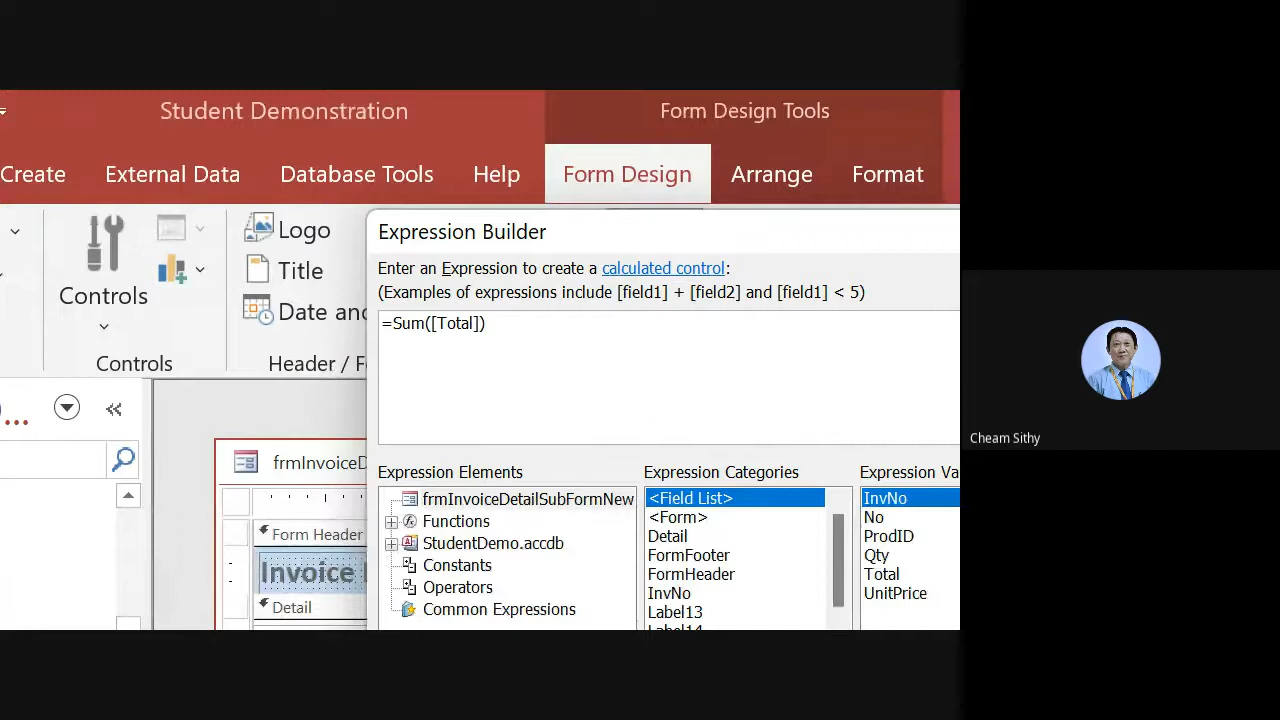 Student Demonstration
Form Design Tools
Create
External Data
Database Tools
Help
Form Design
Arrange
Format
Controls
Logo
Title
Date and
Controls
Header /
Expression Builder
Enter an Expression to create a calculated control:
(Examples of expressions include [field1] + [field2] and [field1] < 5)
=Sum([Total])
frmInvoiceD
Form Header
Invoice
Detail
Expression Elements
frmInvoiceDetailSubFormNew
Functions
StudentDemo.accdb
Constants
Operators
Common Expressions
Expression Categories
<Field List>
<Form>
Detail
FormFooter
FormHeader
InvNo
Label13
Label14
Expression Va
InvNo
No
ProdID
Qty
Total
UnitPrice
Cheam Sithy